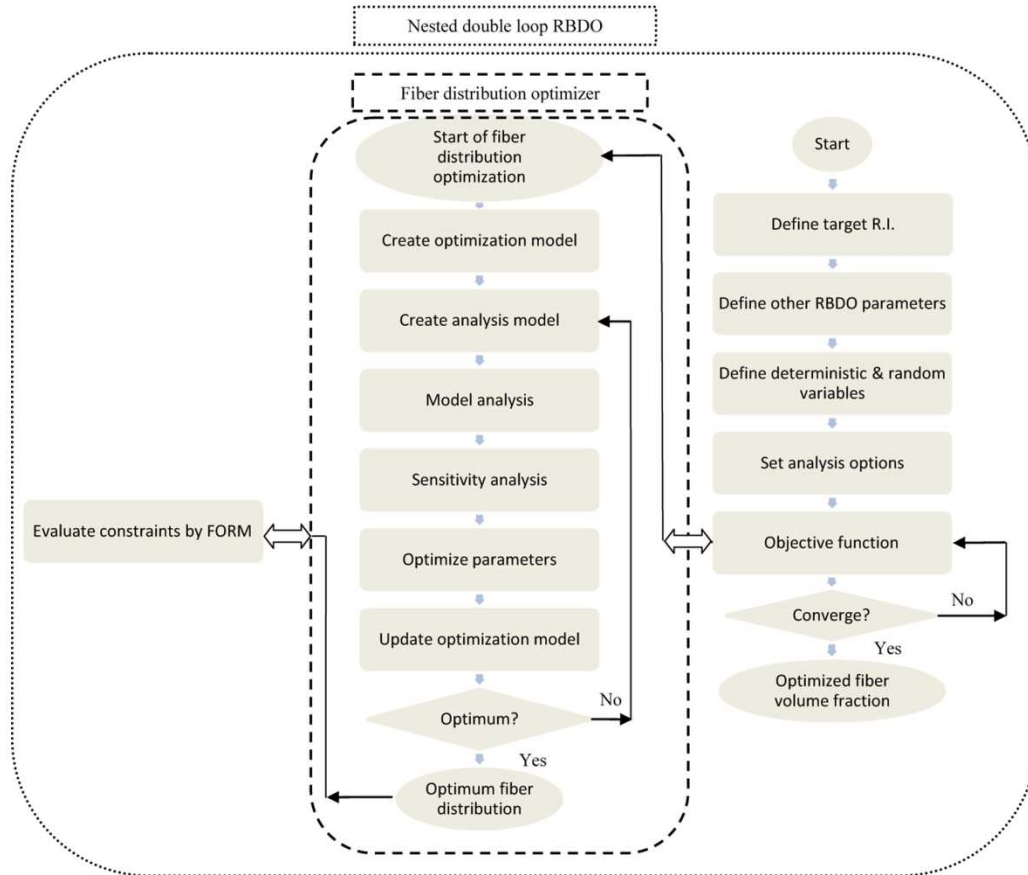 Nested double loop RBDO
Fiber distribution optimizer
Start of fiber
distribution
optimization
Create optimization model
Create analysis model
Model analysis
Sensitivity analysis
Optimize parameters
Update optimization model
Optimum?
No
Yes
Optimum fiber
distribution
Evaluate constraints by FORM
Start
Define target R.I.
Define other RBDO parameters
Define deterministic & random
variables
Set analysis options
Objective function
Converge?
No
Yes
Optimized fiber
volume fraction